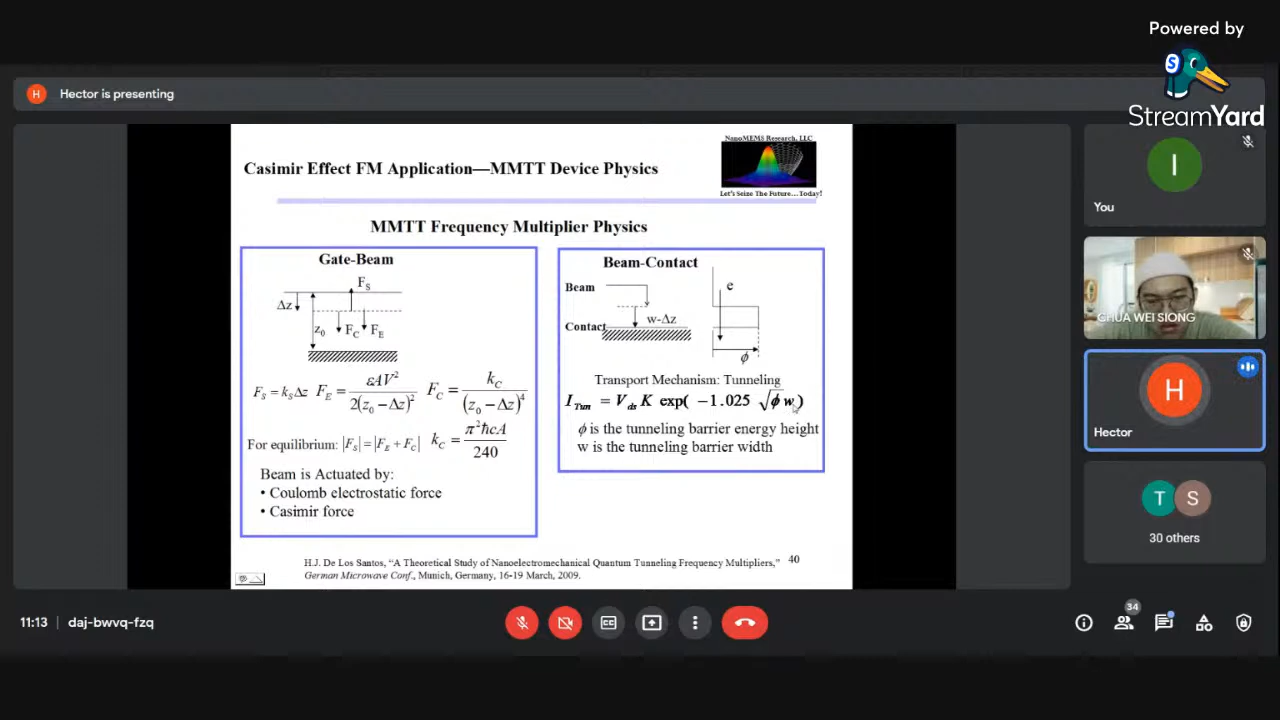 Powered by
StreamYard
H Hector is presenting
Casimir Effect FM Application—MMTT Device Physics
NanoMEMS Research, LLC
Let's Seize The Future…Today!
MMTT Frequency Multiplier Physics
Gate-Beam
F_S
Δz
z_0
F_C F_E
F_S = k_SΔz F_E = εAV²/2(z_0 − Δz)² F_C = k_C/(z_0 − Δz)⁴
For equilibrium: |F_S| = |F_E + F_C| k_C = π²ħcA/240
Beam is Actuated by:
• Coulomb electrostatic force
• Casimir force
Beam-Contact
Beam
e
w-Δz
Contact
ϕ
Transport Mechanism: Tunneling
I_Tun = V_ds K exp( −1.025 √ϕ w)
ϕ is the tunneling barrier energy height
w is the tunneling barrier width
H.J. De Los Santos, “A Theoretical Study of Nanoelectromechanical Quantum Tunneling Frequency Multipliers,” 40
German Microwave Conf., Munich, Germany, 16-19 March, 2009.
I
You
CHUA WEI SIONG
H
Hector
T S
30 others
11:13 | daj-bwvq-fzq
CC
34